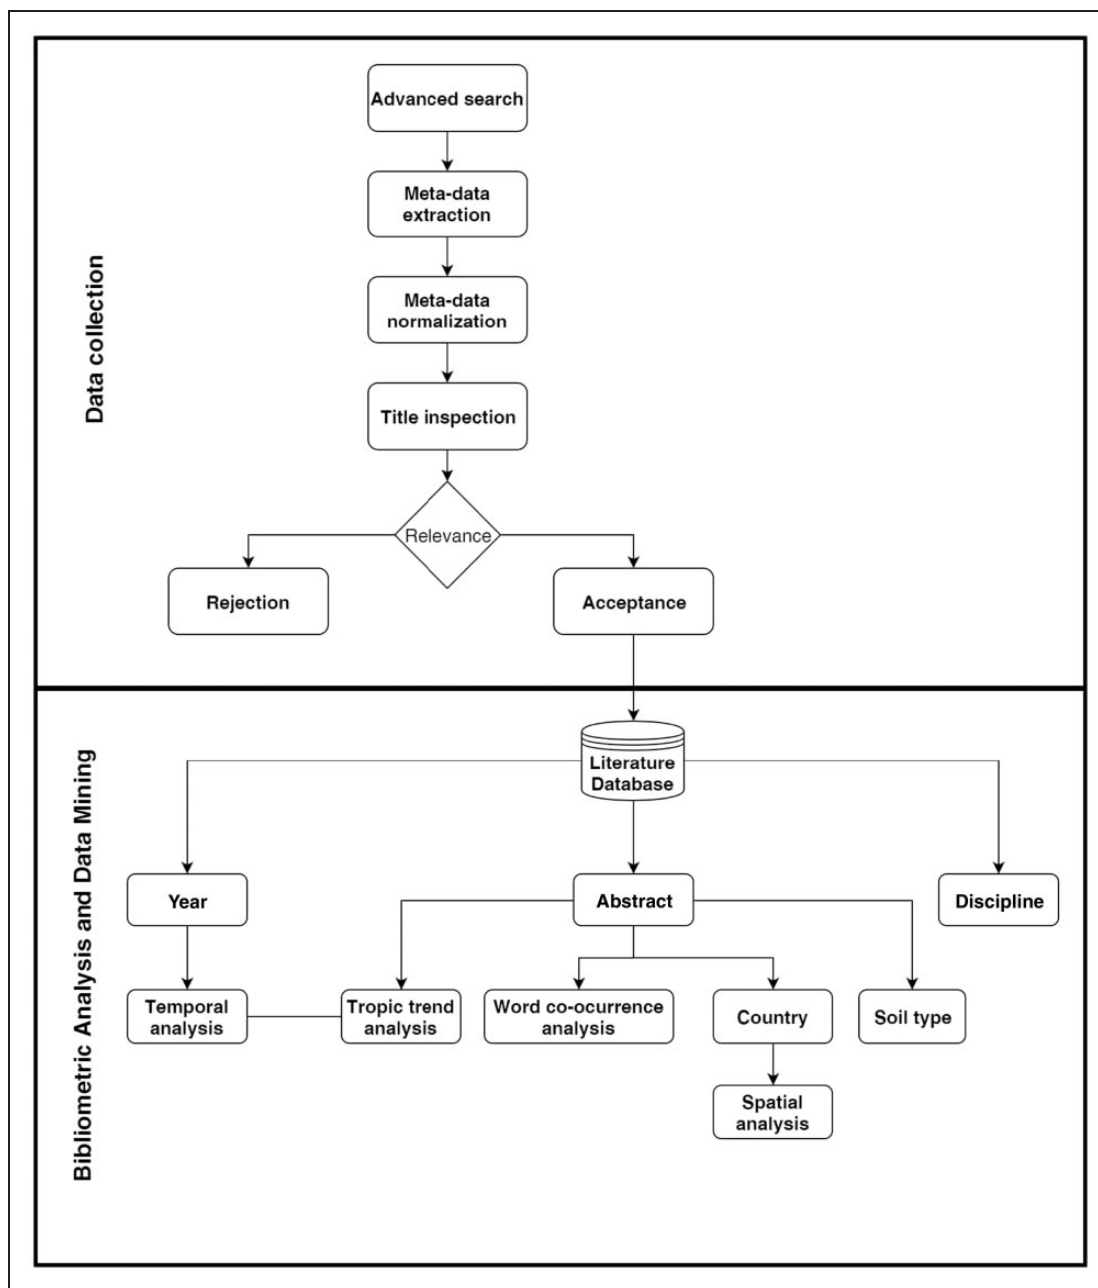 Data collection
Advanced search
Meta-data
extraction
Meta-data
normalization
Title inspection
Relevance
Rejection
Acceptance
Bibliometric Analysis and Data Mining
Literature
Database
Year
Abstract
Discipline
Temporal
analysis
Tropic trend
analysis
Word co-ocurrence
analysis
Country
Soil type
Spatial
analysis